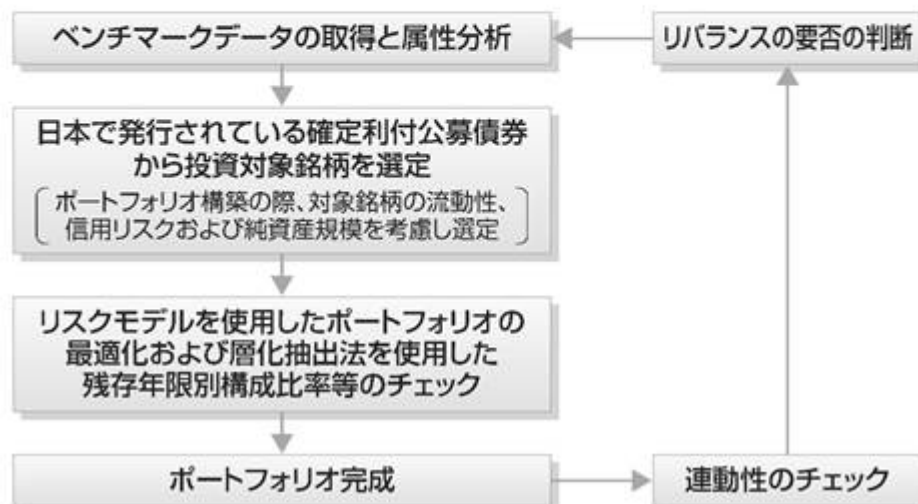 ベンチマークデータの取得と属性分析
リバランスの要否の判断
日本で発行されている確定利付公募債券
から投資対象銘柄を選定
ポートフォリオ構築の際、対象銘柄の流動性、
信用リスクおよび純資産規模を考慮し選定
リスクモデルを使用したポートフォリオの
最適化および層化抽出法を使用した
残存年限別構成比率等のチェック
ポートフォリオ完成
連動性のチェック